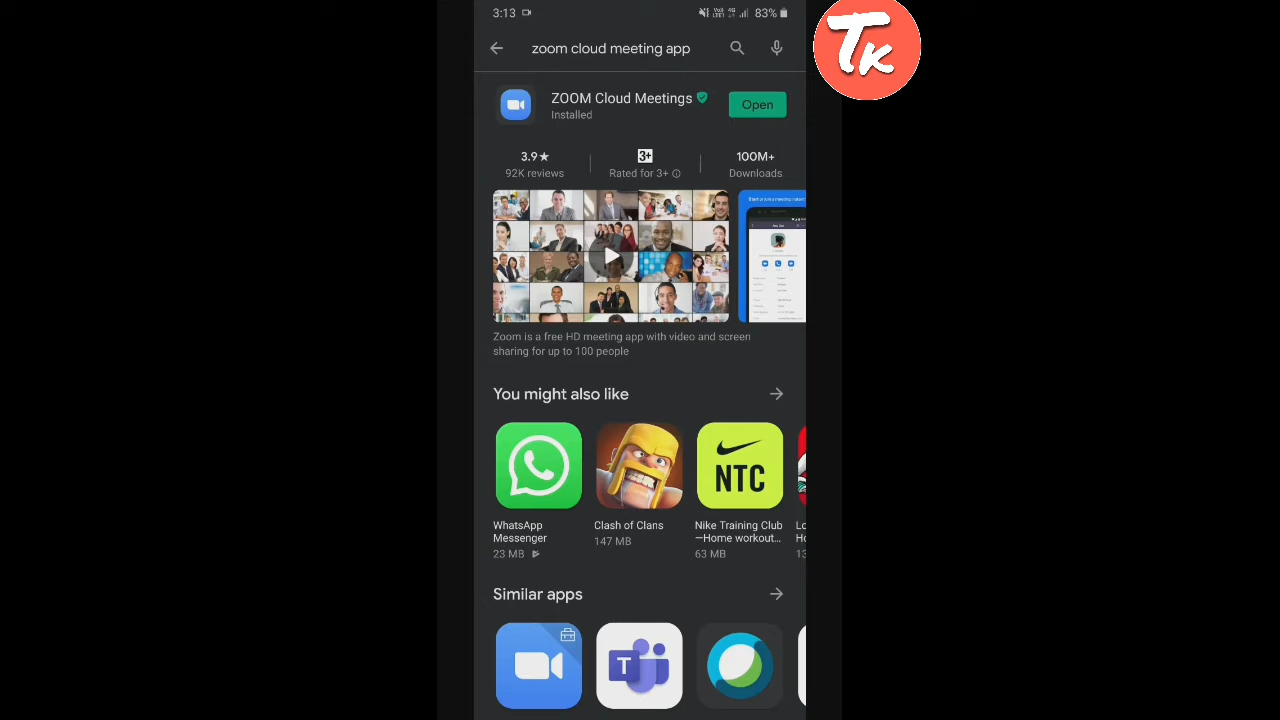 3:13
83%
TK
zoom cloud meeting app
ZOOM Cloud Meetings
Installed
Open
3.9★
92K reviews
3+
Rated for 3+
100M+
Downloads
Zoom is a free HD meeting app with video and screen
sharing for up to 100 people
You might also like
NTC
WhatsApp
Messenger
23 MB
Clash of Clans
147 MB
Nike Training Club
—Home workout...
63 MB
Similar apps
T